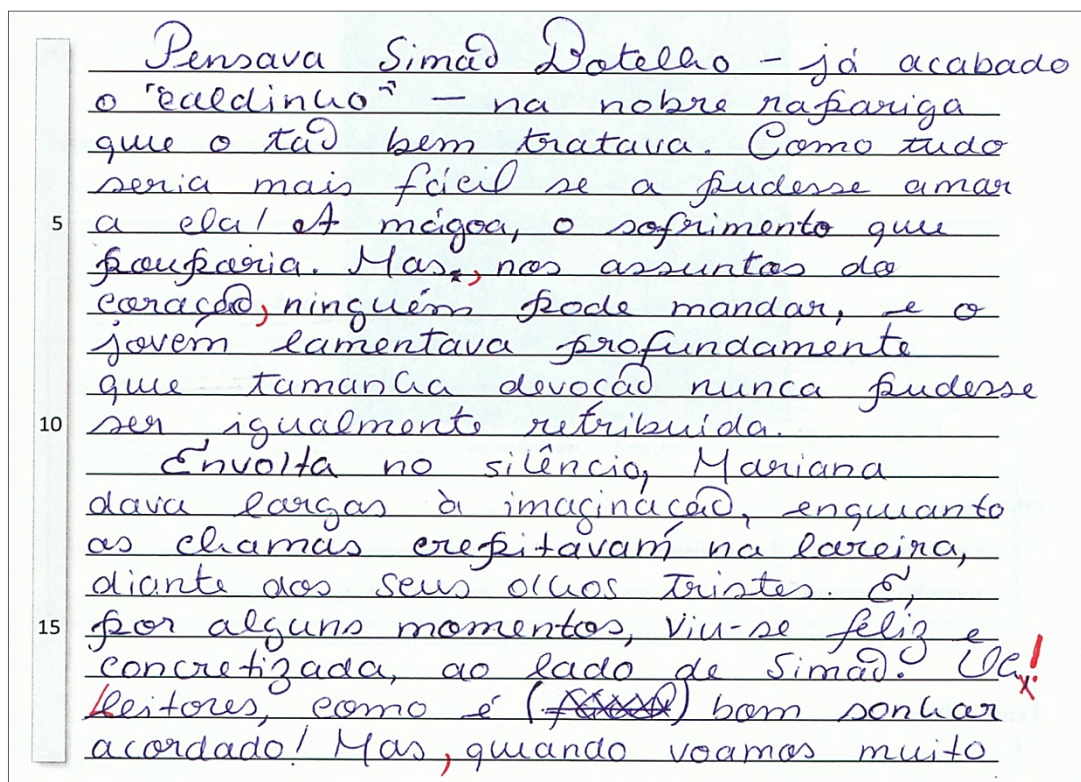 Pensava Simão Botelho – já acabado
o "caldinho" – na nobre rapariga
que o tão bem tratava. Como tudo
seria mais fácil se a pudesse amar
5 a ela! A mágoa, o sofrimento que
pouparia. Mas, nos assuntos do
coração, ninguém pode mandar, e o
jovem lamentava profundamente
que tamanha devoção nunca pudesse
10 ser igualmente retribuída.
Envolta no silêncio, Mariana
dava largas à imaginação, enquanto
as chamas crepitavam na lareira,
diante dos seus olhos tristes. E,
15 por alguns momentos, viu-se feliz e
concretizada, ao lado de Simão. Oh!
Leitores, como é () bom sonhar
acordado! Mas, quando voamos muito